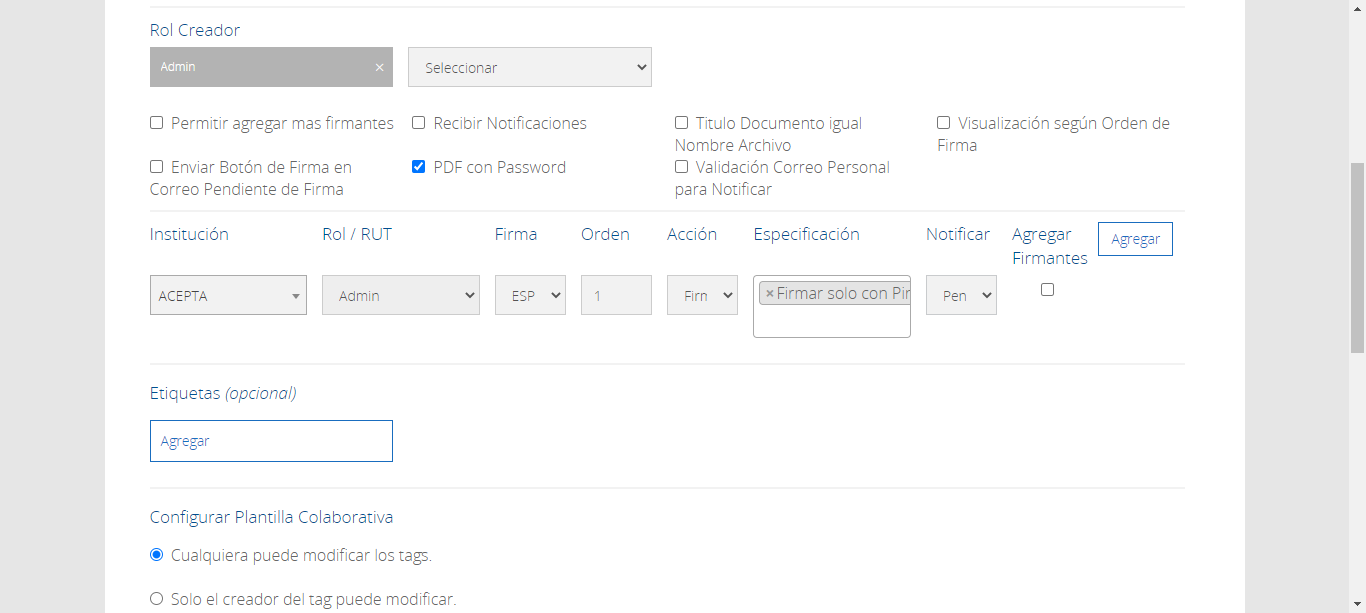 Rol Creador
Admin ×
Seleccionar
Permitir agregar mas firmantes
Recibir Notificaciones
Titulo Documento igual
Nombre Archivo
Visualización según Orden de
Firma
Enviar Botón de Firma en
Correo Pendiente de Firma
PDF con Password
Validación Correo Personal
para Notificar
Institución Rol / RUT Firma Orden Acción Especificación Notificar Agregar
Firmantes
Agregar
ACEPTA Admin ESP 1 Firn ×Firmar solo con Pin Pen
Etiquetas (opcional)
Agregar
Configurar Plantilla Colaborativa
Cualquiera puede modificar los tags.
Solo el creador del tag puede modificar.